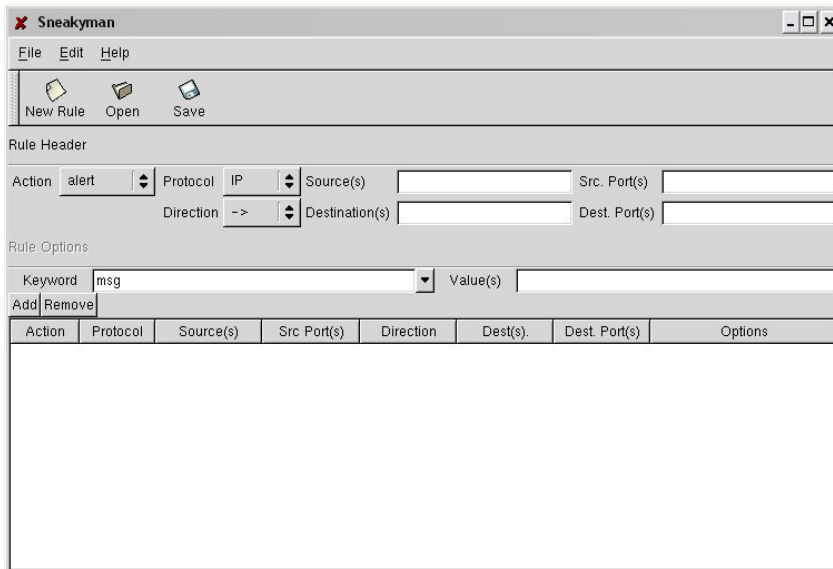 Sneakyman
File Edit Help
New Rule Open Save
Rule Header
Action alert Protocol IP Source(s) Src. Port(s)
Direction -> Destination(s) Dest. Port(s)
Rule Options
Keyword msg Value(s)
Add Remove
Action Protocol Source(s) Src Port(s) Direction Dest(s). Dest. Port(s) Options